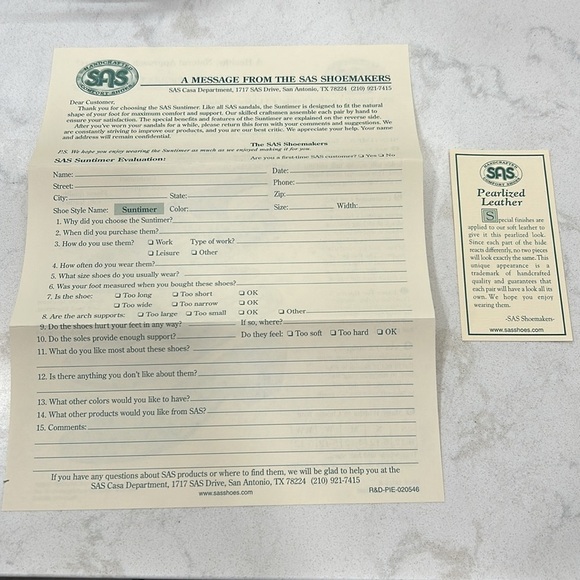 HANDCRAFTED
SAS
COMFORT SHOES
A MESSAGE FROM THE SAS SHOEMAKERS
SAS Casa Department, 1717 SAS Drive, San Antonio, TX 78224 (210) 921-7415
Dear Customer,
Thank you for choosing the SAS Suntimer. Like all SAS sandals, the Suntimer is designed to fit the natural
shape of your foot for maximum comfort and support. Our skilled craftsmen assemble each pair by hand to
ensure your satisfaction. The special benefits and features of the Suntimer are explained on the reverse side.
After you've worn your sandals for a while, please return this form with your comments and suggestions. We
are constantly striving to improve our products, and you are our best critic. We appreciate your help. Your name
and address will remain confidential.
The SAS Shoemakers
P.S. We hope you enjoy wearing the Suntimer as much as we enjoyed making it for you.
SAS Suntimer Evaluation: Are you a first-time SAS customer? Yes No
Name: Date:
Street: Phone:
City: State: Zip:
Shoe Style Name: Suntimer Color: Size: Width:
1. Why did you choose the Suntimer?
2. When did you purchase them?
3. How do you use them? Work Type of work?
Leisure Other
4. How often do you wear them?
5. What size shoes do you usually wear?
6. Was your foot measured when you bought these shoes?
7. Is the shoe: Too long Too short OK
Too wide Too narrow OK
8. Are the arch supports: Too large Too small OK Other
9. Do the shoes hurt your feet in any way? If so, where?
10. Do the soles provide enough support? Do they feel: Too soft Too hard OK
11. What do you like most about these shoes?
12. Is there anything you don't like about them?
13. What other colors would you like to have?
14. What other products would you like from SAS?
15. Comments:
If you have any questions about SAS products or where to find them, we will be glad to help you at the
SAS Casa Department, 1717 SAS Drive, San Antonio, TX 78224 (210) 921-7415
www.sasshoes.com
R&D-PIE-020546
HANDCRAFTED
SAS
COMFORT SHOES
Pearlized
Leather
Special finishes are
applied to our soft leather to
give it this pearlized look.
Since each part of the hide
reacts differently, no two pieces
will look exactly the same. This
unique appearance is a
trademark of handcrafted
quality and guarantees that
each pair will have a look all its
own. We hope you enjoy
wearing them.
-SAS Shoemakers-
www.sasshoes.com